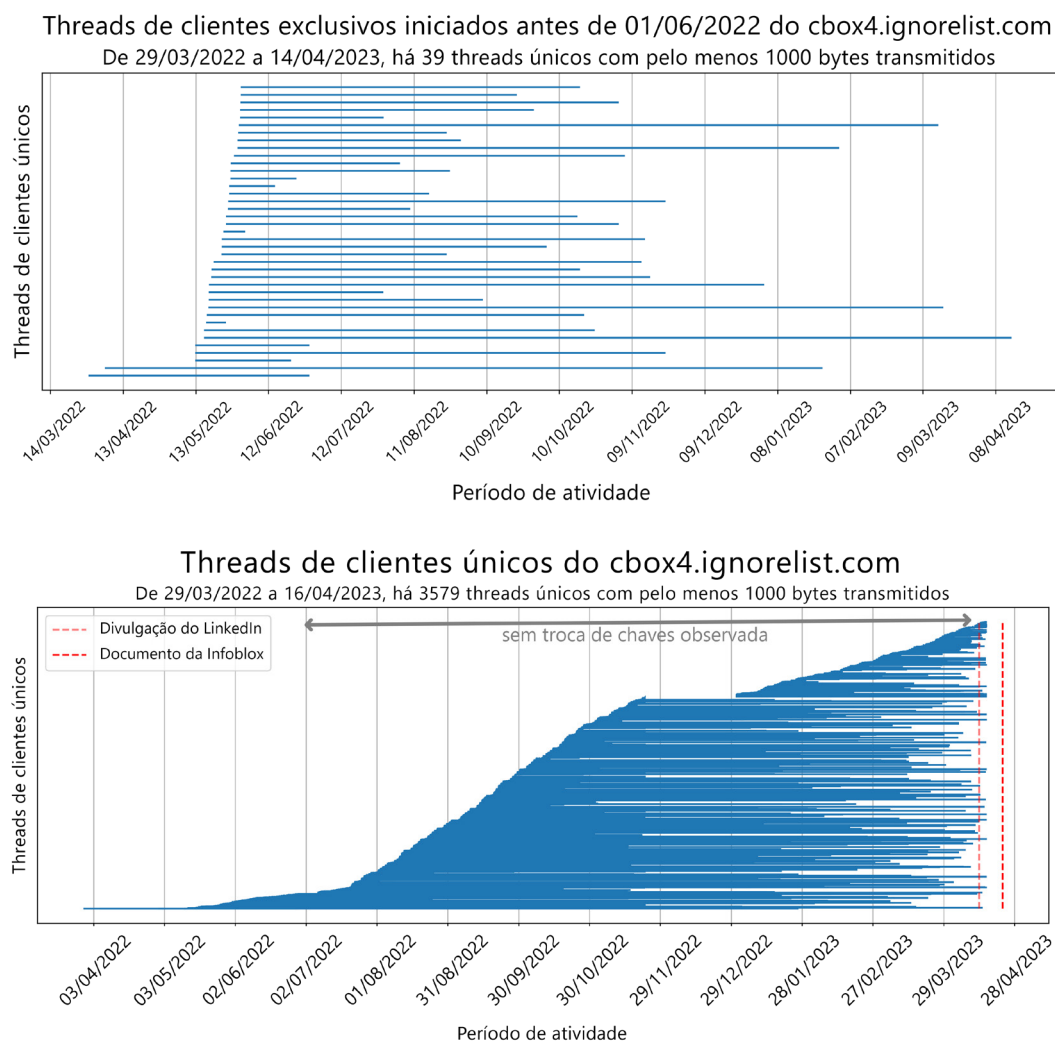 Threads de clientes exclusivos iniciados antes de 01/06/2022 do cbox4.ignorelist.com
De 29/03/2022 a 14/04/2023, há 39 threads únicos com pelo menos 1000 bytes transmitidos
Threads de clientes únicos
14/03/2022
13/04/2022
13/05/2022
12/06/2022
12/07/2022
11/08/2022
10/09/2022
10/10/2022
09/11/2022
09/12/2022
08/01/2023
07/02/2023
09/03/2023
08/04/2023
Período de atividade
Threads de clientes únicos do cbox4.ignorelist.com
De 29/03/2022 a 16/04/2023, há 3579 threads únicos com pelo menos 1000 bytes transmitidos
Divulgação do LinkedIn
Documento da Infoblox
sem troca de chaves observada
Threads de clientes únicos
03/04/2022
03/05/2022
02/06/2022
02/07/2022
01/08/2022
31/08/2022
30/09/2022
30/10/2022
29/11/2022
29/12/2022
28/01/2023
27/02/2023
29/03/2023
28/04/2023
Período de atividade